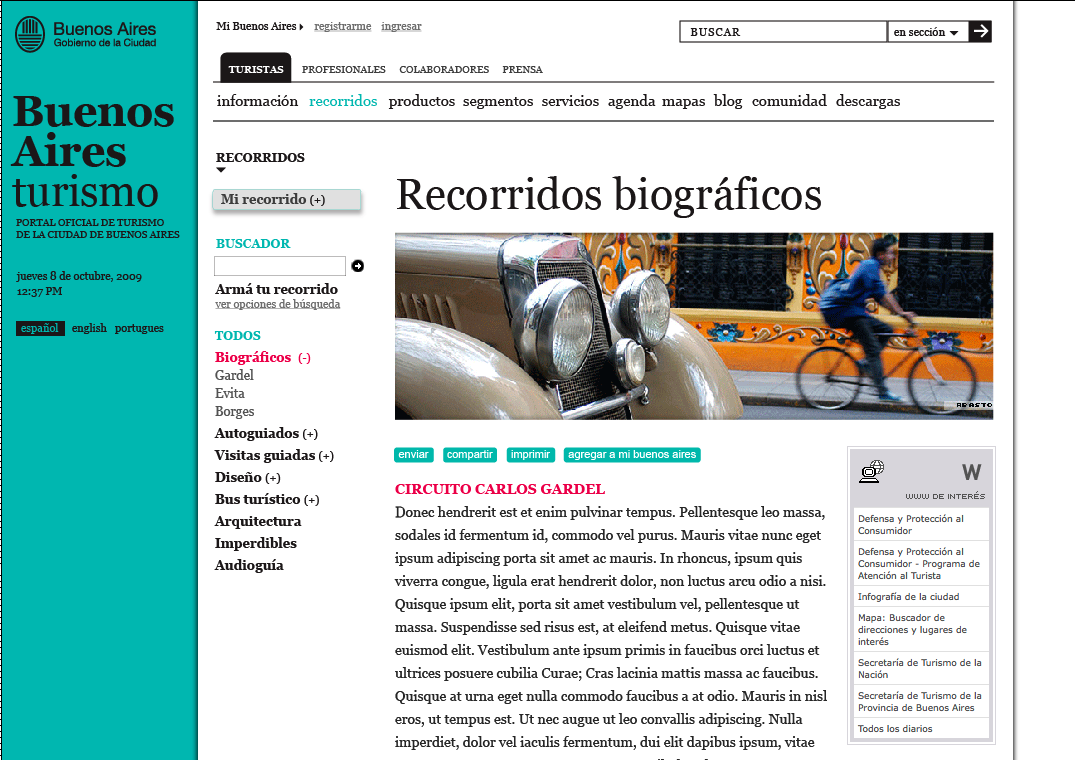 Buenos Aires
Gobierno de la Ciudad
Buenos
Aires
turismo
PORTAL OFICIAL DE TURISMO
DE LA CIUDAD DE BUENOS AIRES
jueves 8 de octubre, 2009
12:37 PM
español english portugues
Mi Buenos Aires registrarme ingresar
BUSCAR en sección
TURISTAS PROFESIONALES COLABORADORES PRENSA
información recorridos productos segmentos servicios agenda mapas blog comunidad descargas
RECORRIDOS
Mi recorrido (+)
BUSCADOR
Armá tu recorrido
ver opciones de búsqueda
TODOS
Biográficos (-)
Gardel
Evita
Borges
Autoguiados (+)
Visitas guiadas (+)
Diseño (+)
Bus turístico (+)
Arquitectura
Imperdibles
Audioguía
Recorridos biográficos
ABASTO
enviar compartir imprimir agregar a mi buenos aires
CIRCUITO CARLOS GARDEL
Donec hendrerit est et enim pulvinar tempus. Pellentesque leo massa,
sodales id fermentum id, commodo vel purus. Mauris vitae nunc eget
ipsum adipiscing porta sit amet ac mauris. In rhoncus, ipsum quis
viverra congue, ligula erat hendrerit dolor, non luctus arcu odio a nisi.
Quisque ipsum elit, porta sit amet vestibulum vel, pellentesque ut
massa. Suspendisse sed risus est, at eleifend metus. Quisque vitae
euismod elit. Vestibulum ante ipsum primis in faucibus orci luctus et
ultrices posuere cubilia Curae; Cras lacinia mattis massa ac faucibus.
Quisque at urna eget nulla commodo faucibus a at odio. Mauris in nisl
eros, ut tempus est. Ut nec augue ut leo convallis adipiscing. Nulla
imperdiet, dolor vel iaculis fermentum, dui elit dapibus ipsum, vitae
W
WWW DE INTERÉS
Defensa y Protección al
Consumidor
Defensa y Protección al
Consumidor - Programa de
Atención al Turista
Infografía de la ciudad
Mapa: Buscador de
direcciones y lugares de
interés
Secretaría de Turismo de la
Nación
Secretaría de Turismo de la
Provincia de Buenos Aires
Todos los diarios